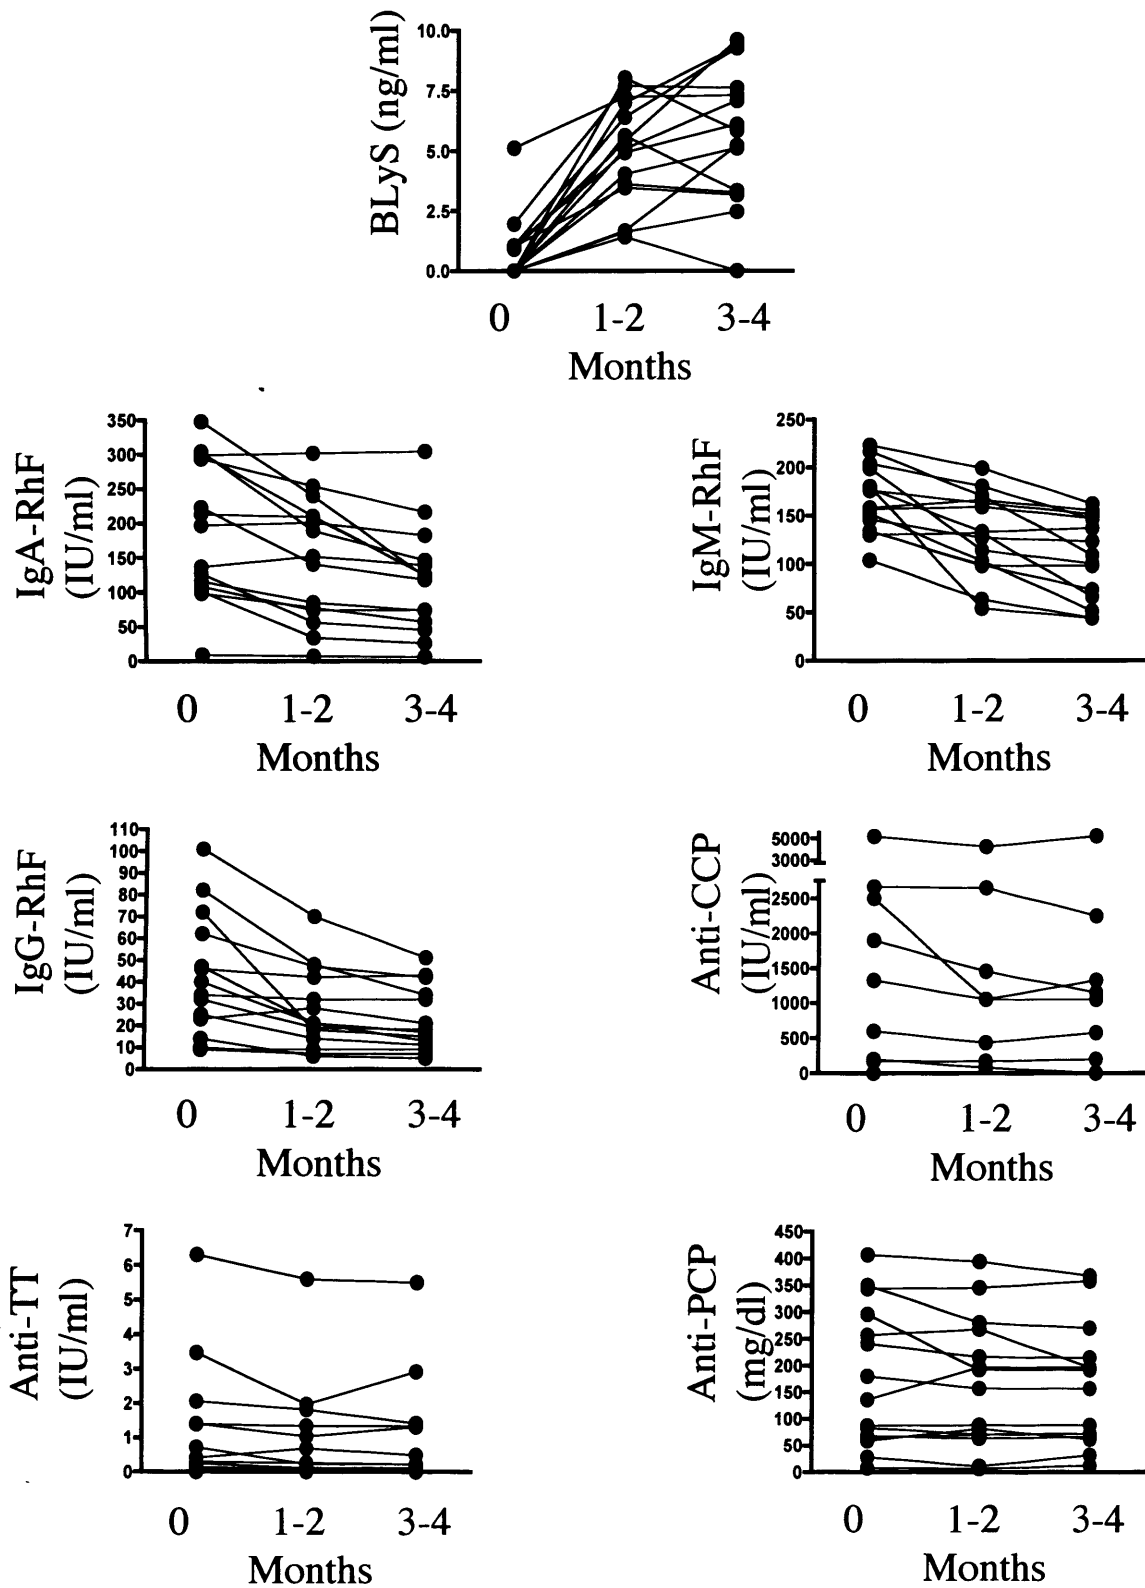 BLyS (ng/ml)
10.0
7.5
5.0
2.5
0.0
0 1-2 3-4
Months
IgA-RhF
(IU/ml)
350
300
250
200
150
100
50
0
0 1-2 3-4
Months
IgM-RhF
(IU/ml)
250
200
150
100
50
0
0 1-2 3-4
Months
IgG-RhF
(IU/ml)
110
100
90
80
70
60
50
40
30
20
10
0
0 1-2 3-4
Months
Anti-CCP
(IU/ml)
5000
3000
2500
2000
1500
1000
500
0
0 1-2 3-4
Months
Anti-TT
(IU/ml)
7
6
5
4
3
2
1
0
0 1-2 3-4
Months
Anti-PCP
(mg/dl)
450
400
350
300
250
200
150
100
50
0
0 1-2 3-4
Months